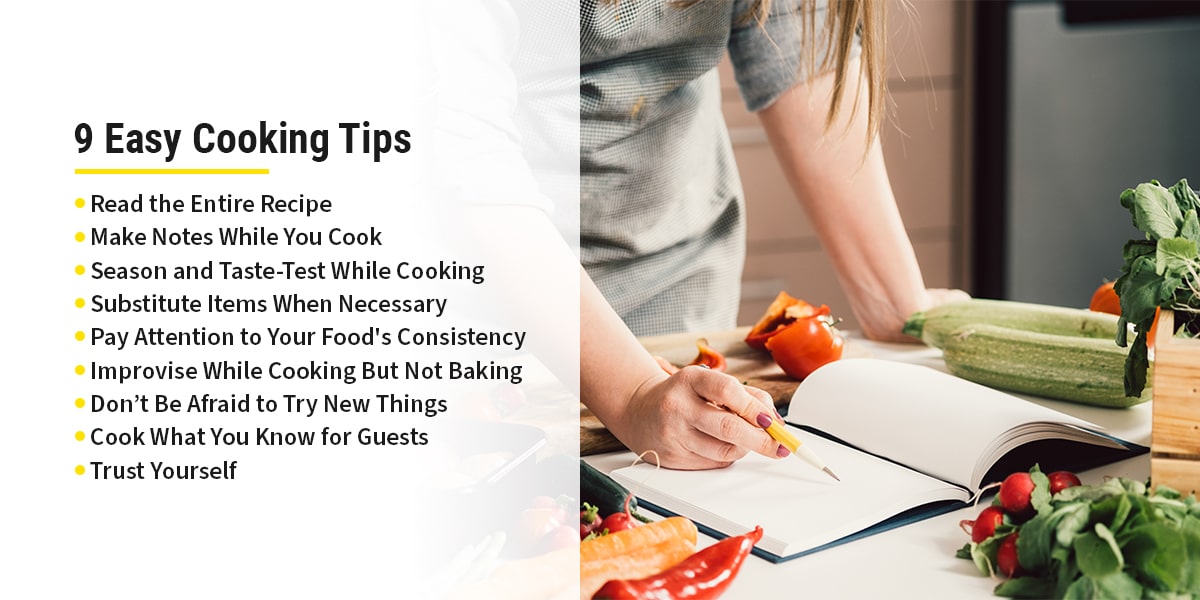 9 Easy Cooking Tips
Read the Entire Recipe
Make Notes While You Cook
Season and Taste-Test While Cooking
Substitute Items When Necessary
Pay Attention to Your Food's Consistency
Improvise While Cooking But Not Baking
Don’t Be Afraid to Try New Things
Cook What You Know for Guests
Trust Yourself